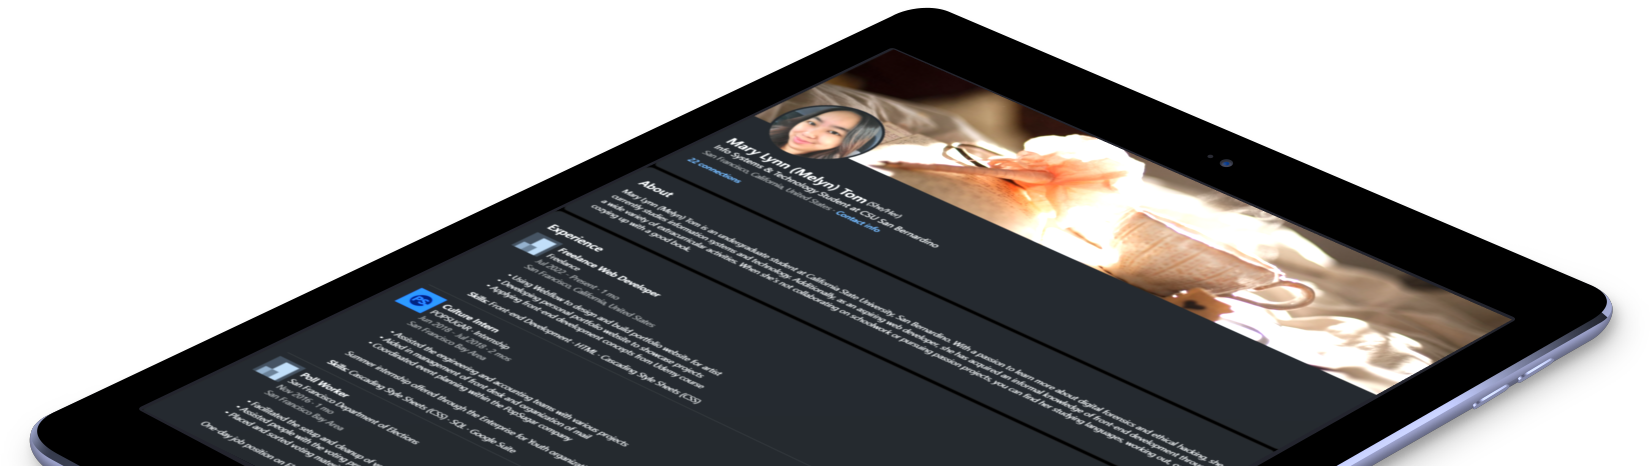 Mary Lynn (Melyn) Tom (She/Her)
Info Systems & Technology Student at CSU San Bernardino
San Francisco, California, United States · Contact info
22 connections
About
Mary Lynn (Melyn) Tom is an undergraduate student at California State University, San Bernardino. With a passion to learn more about digital forensics and ethical hacking, she
currently studies information systems and technology. Additionally, as an aspiring web developer, she has acquired an informal knowledge of front-end development through
a wide variety of extracurricular activities. When she's not collaborating on schoolwork or pursuing passion projects, you can find her studying languages, working out,
cozying up with a good book.
Experience
Freelance Web Developer
Freelance
Jul 2022 - Present · 1 mo
San Francisco, California, United States
• Using Webflow to design and build portfolio website for artist
• Developing personal portfolio website to showcase projects
• Applying front-end development concepts from Udemy course
Skills: Front-end Development · HTML · Cascading Style Sheets (CSS)
Culture Intern
POPSUGAR · Internship
Jun 2018 - Jul 2018 · 2 mos
San Francisco Bay Area
• Assisted the engineering and accounting teams with various projects
• Aided in management of front desk and organization of mail
• Coordinated event planning within the PopSugar company
Summer internship offered through the Enterprise for Youth
Skills: Cascading Style Sheets (CSS) · SQL · Google Suite
Poll Worker
San Francisco Department of Elections
Nov 2016 · 1 mo
San Francisco Bay Area
• Facilitated the setup and cleanup of
• Assisted people with the voting
• Placed and sorted voting
One-day job position on